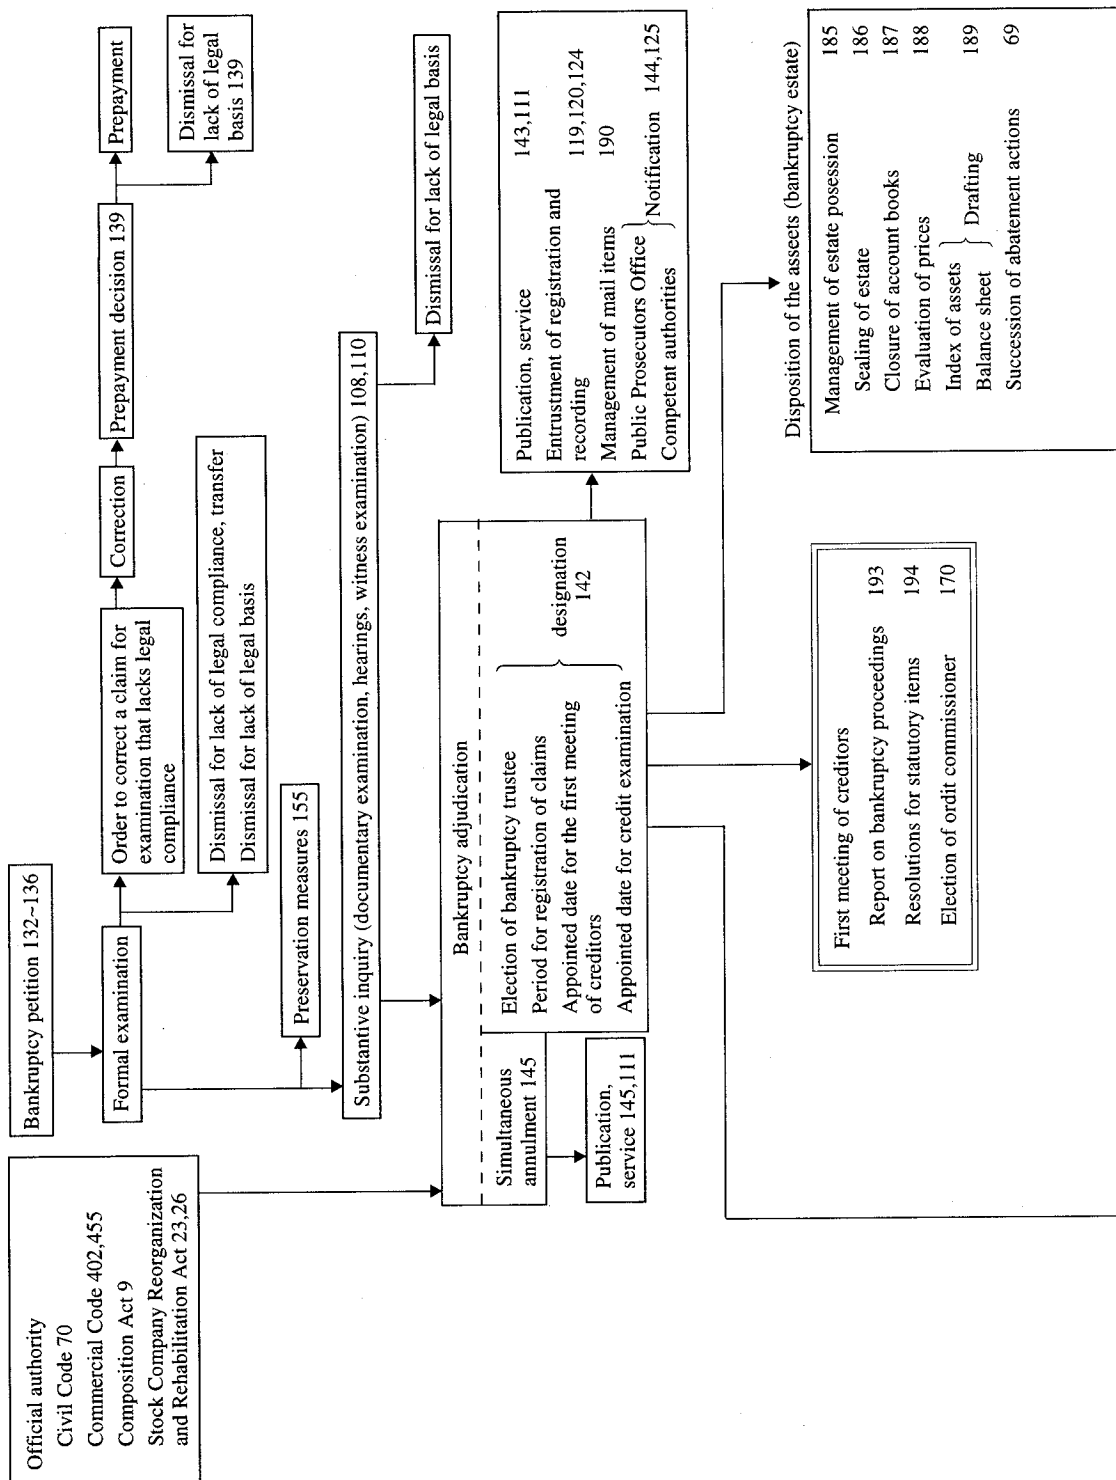 Official authority
Civil Code 70
Commercial Code 402,455
Composition Act 9
Stock Company Reorganization
and Rehabilitation Act 23,26
Bankruptcy petition 132~136
Formal examination
Order to correct a claim for
examination that lacks legal
compliance
Correction
Prepayment decision 139
Prepayment
Dismissal for
lack of legal
basis 139
Dismissal for lack of legal compliance, transfer
Dismissal for lack of legal basis
Preservation measures 155
Substantive inquiry (documentary examination, hearings, witness examination) 108,110
Dismissal for lack of legal basis
Bankruptcy adjudication
Simultaneous
annulment 145
Publication,
service 145,111
Election of bankruptcy trustee
Period for registration of claims
Appointed date for the first meeting
of creditors
Appointed date for credit examination
designation
142
Publication, service 143,111
Entrustment of registration and
recording 119,120,124
Management of mail items 190
Public Prosecutors Office
Competent authorities
Notification 144,125
First meeting of creditors
Report on bankruptcy proceedings 193
Resolutions for statutory items 194
Election of ordit commissioner 170
Disposition of the asseets (bankruptcy estate)
Management of estate posession 185
Sealing of estate 186
Closure of account books 187
Evaluation of prices 188
Index of assets
Balance sheet
Drafting 189
Succession of abatement actions 69